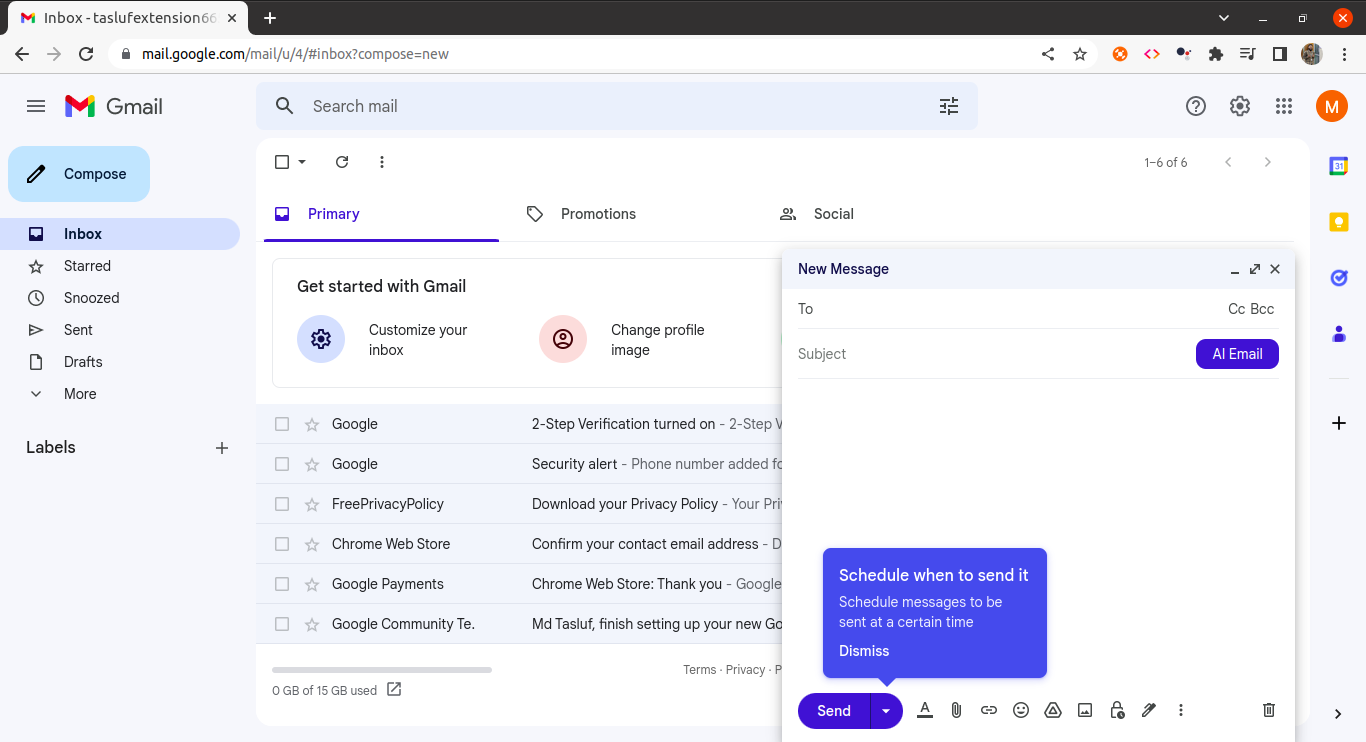 Inbox - taslufextension66
mail.google.com/mail/u/4/#inbox?compose=new
Gmail
Search mail
M
Compose
1–6 of 6
31
Inbox
Primary
Promotions
Social
Starred
Snoozed
Sent
Drafts
More
Labels
Get started with Gmail
Customize your
inbox
Change profile
image
Google 2-Step Verification turned on - 2-Step V
Google Security alert - Phone number added fo
FreePrivacyPolicy Download your Privacy Policy - Your Pri
Chrome Web Store Confirm your contact email address - D
Google Payments Chrome Web Store: Thank you - Google
Google Community Te. Md Tasluf, finish setting up your new Go
0 GB of 15 GB used
Terms · Privacy · P
New Message
To
Cc Bcc
Subject
AI Email
Schedule when to send it
Schedule messages to be
sent at a certain time
Dismiss
Send
A